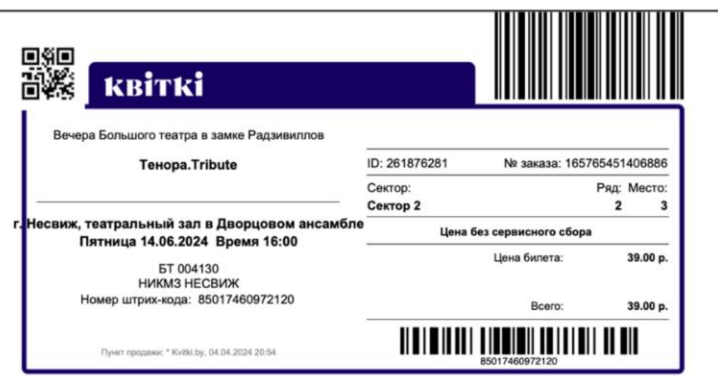 квiткi
Вечера Большого театра в замке Радзивиллов
Тенора.Tribute
г. Несвиж, театральный зал в Дворцовом ансамбле
Пятница 14.06.2024 Время 16:00
БТ 004130
НИКМЗ НЕСВИЖ
Номер штрих-кода: 85017460972120
Пункт продажи: * Kvitki.by, 04.04.2024 20:54
ID: 261876281 № заказа: 165765451406886
Сектор: Ряд: Место:
Сектор 2 2 3
Цена без сервисного сбора
Цена билета: 39.00 р.
Всего: 39.00 р.
85017460972120